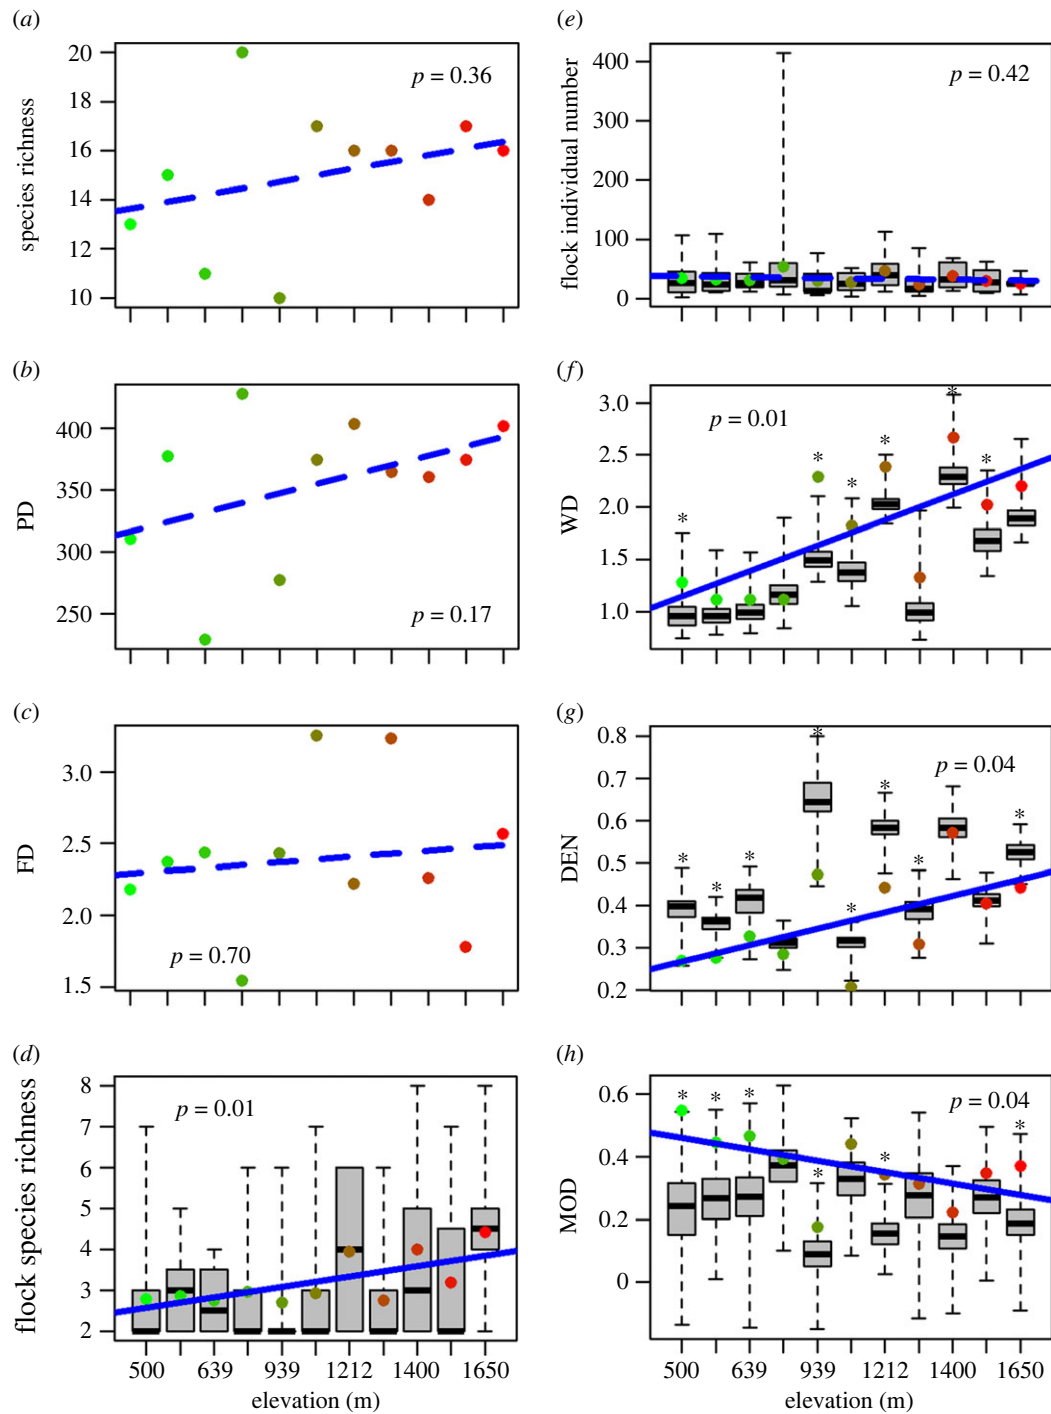 (a)
species richness
20
18
16
14
12
10
p = 0.36
(b)
PD
400
350
300
250
p = 0.17
(c)
FD
3.0
2.5
2.0
1.5
p = 0.70
(d)
flock species richness
8
7
6
5
4
3
2
p = 0.01
500 639 939 1212 1400 1650
elevation (m)
(e)
flock individual number
400
300
200
100
0
p = 0.42
(f)
WD
3.0
2.5
2.0
1.5
1.0
p = 0.01
* * * * * *
(g)
DEN
0.8
0.7
0.6
0.5
0.4
0.3
0.2
p = 0.04
* * * * * * * *
(h)
MOD
0.6
0.4
0.2
0
p = 0.04
* * * * * *
500 639 939 1212 1400 1650
elevation (m)